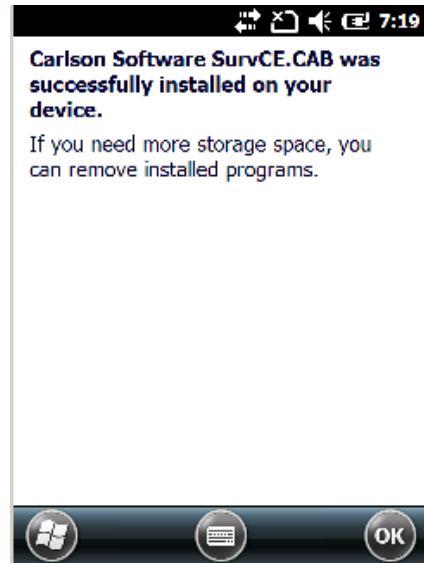 7:19
Carlson Software SurvCE.CAB was
successfully installed on your
device.
If you need more storage space, you
can remove installed programs.
OK